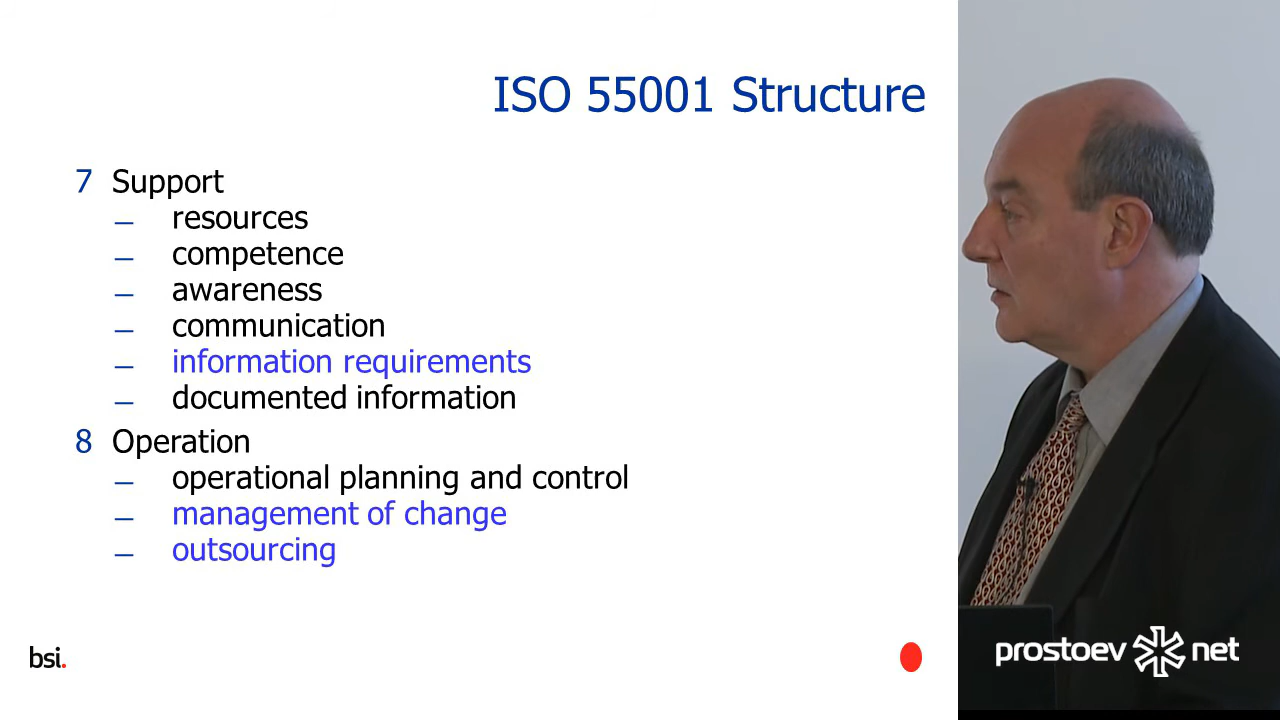 ISO 55001 Structure
7 Support
– resources
– competence
– awareness
– communication
– information requirements
– documented information
8 Operation
– operational planning and control
– management of change
– outsourcing
bsi.
prostoev net